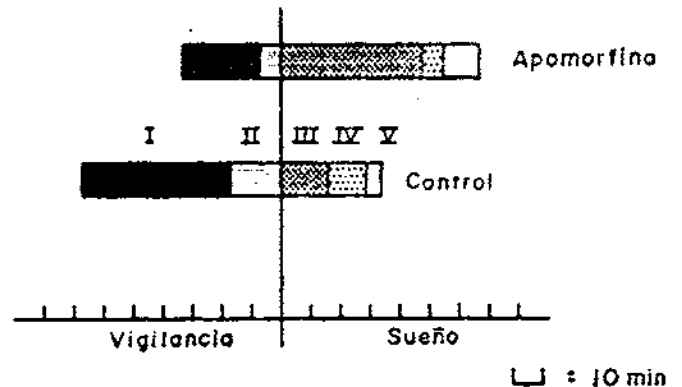 Apomorfina
I II III IV V
Control
Vigilancia Sueño
: 10 min